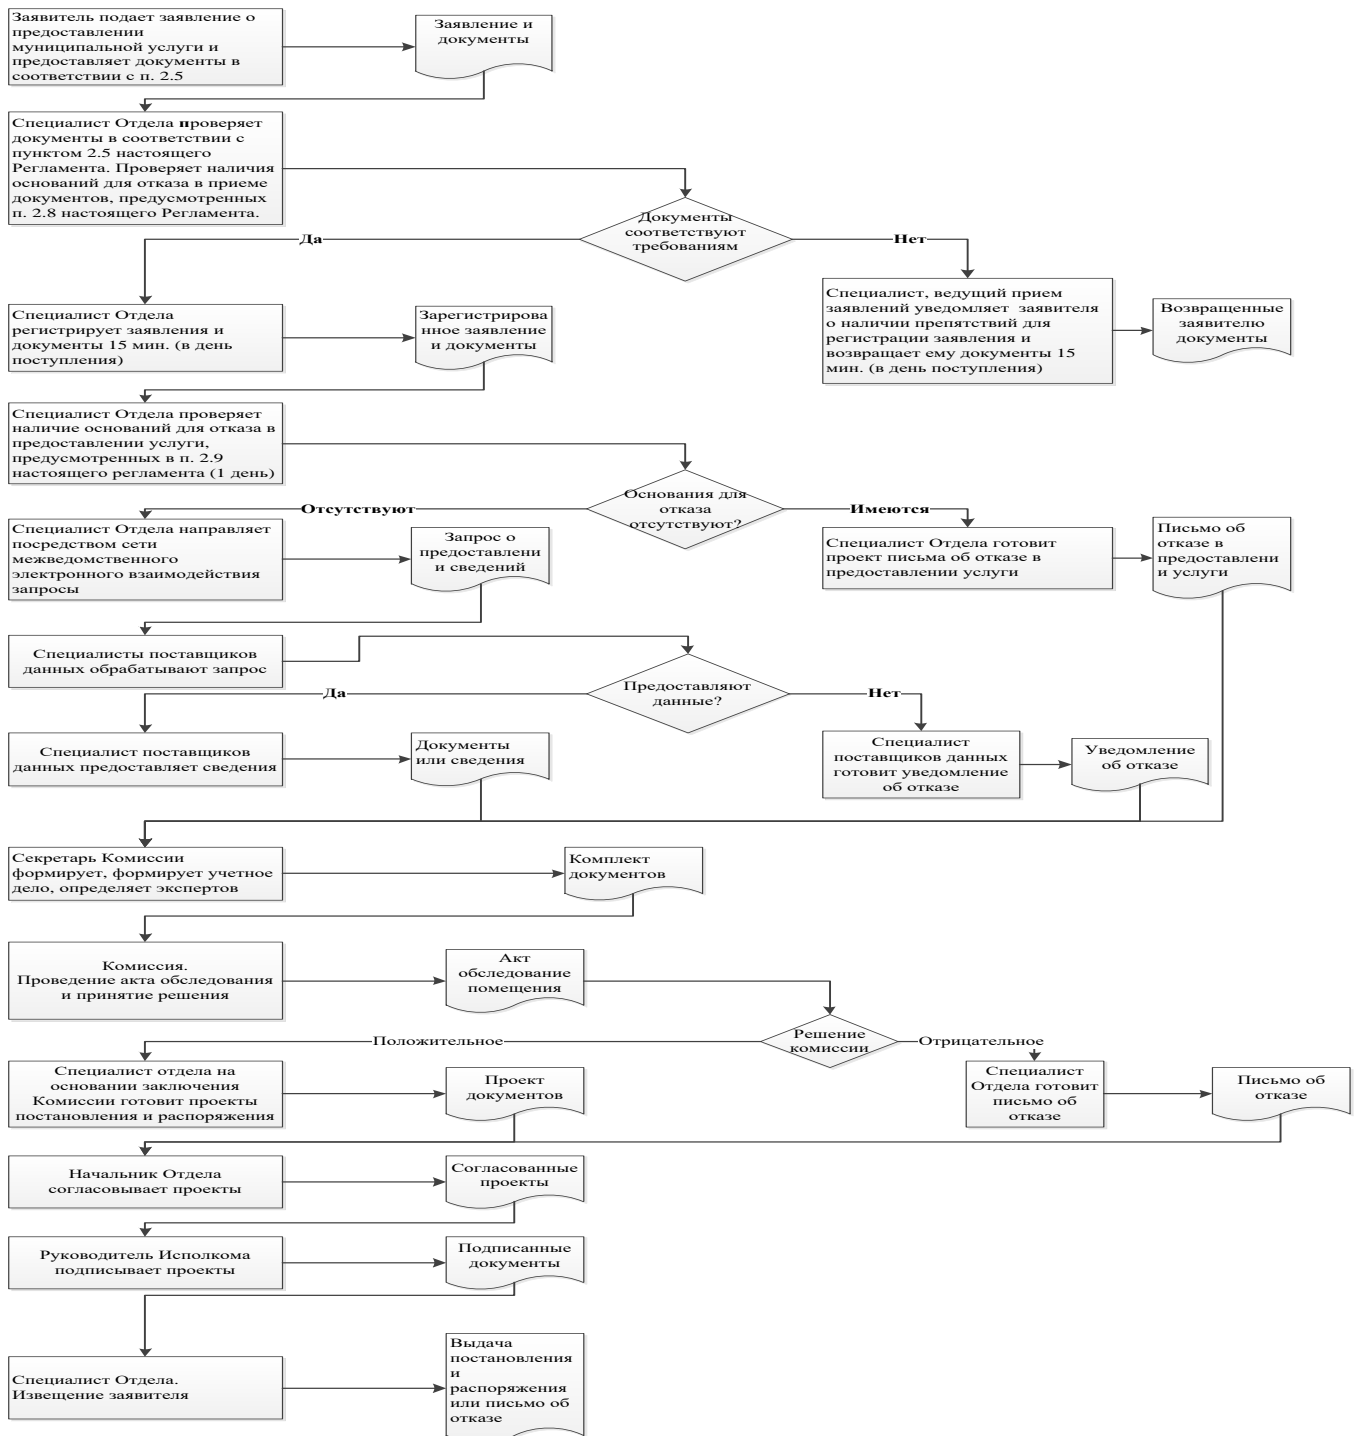 Заявитель подает заявление о
предоставлении
муниципальной услуги и
предоставляет документы в
соответствии с п. 2.5
Заявление и
документы
Специалист Отдела проверяет
документы в соответствии с
пунктом 2.5 настоящего
Регламента. Проверяет наличия
оснований для отказа в приеме
документов, предусмотренных
п. 2.8 настоящего Регламента.
Документы
соответствуют
требованиям
Да
Нет
Специалист Отдела
регистрирует заявления и
документы 15 мин. (в день
поступления)
Зарегистрирова
нное заявление
и документы
Специалист, ведущий прием
заявлений уведомляет заявителя
о наличии препятствий для
регистрации заявления и
возвращает ему документы 15
мин. (в день поступления)
Возвращенные
заявителю
документы
Специалист Отдела проверяет
наличие оснований для отказа в
предоставлении услуги,
предусмотренных в п. 2.9
настоящего регламента (1 день)
Основания для
отказа
отсутствуют?
Отсутствуют
Имеются
Специалист Отдела направляет
посредством сети
межведомственного
электронного взаимодействия
запросы
Запрос о
предоставлени
и сведений
Специалист Отдела готовит
проект письма об отказе в
предоставлении услуги
Письмо об
отказе в
предоставлени
и услуги
Специалисты поставщиков
данных обрабатывают запрос
Предоставляют
данные?
Да
Нет
Специалист поставщиков
данных предоставляет сведения
Документы
или сведения
Специалист
поставщиков данных
готовит уведомление
об отказе
Уведомление
об отказе
Секретарь Комиссии
формирует, формирует учетное
дело, определяет экспертов
Комплект
документов
Комиссия.
Проведение акта обследования
и принятие решения
Акт
обследование
помещения
Решение
комиссии
Положительное
Отрицательное
Специалист отдела на
основании заключения
Комиссии готовит проекты
постановления и распоряжения
Проект
документов
Специалист
Отдела готовит
письмо об
отказе
Письмо об
отказе
Начальник Отдела
согласовывает проекты
Согласованные
проекты
Руководитель Исполкома
подписывает проекты
Подписанные
документы
Специалист Отдела.
Извещение заявителя
Выдача
постановления
и
распоряжения
или письмо об
отказе